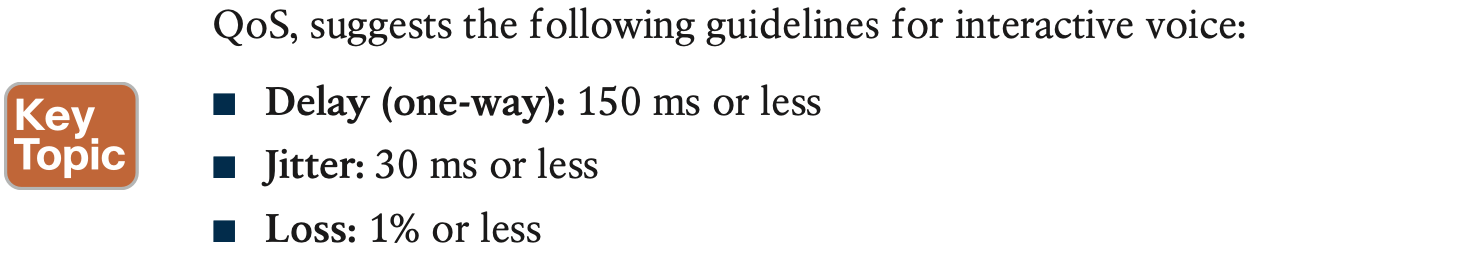 QoS, suggests the following guidelines for interactive voice:
Key
Topic
■ Delay (one-way): 150 ms or less
■ Jitter: 30 ms or less
■ Loss: 1% or less